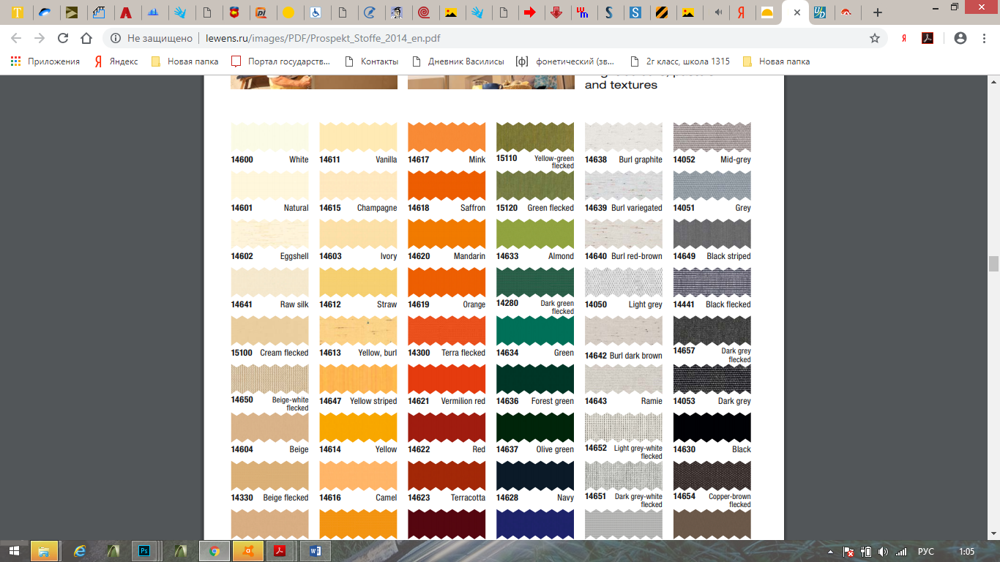 Не защищено
lewens.ru/images/PDF/Prospekt_Stoffe_2014_en.pdf
Приложения
Яндекс
Новая папка
Портал государств...
Контакты
Дневник Василисы
фонетический (зв...
2г класс, школа 1315
Новая папка
and textures
14600 White
14611 Vanilla
14617 Mink
15110 Yellow-green
flecked
14638 Burl graphite
14052 Mid-grey
14601 Natural
14615 Champagne
14618 Saffron
15120 Green flecked
14639 Burl variegated
14051 Grey
14602 Eggshell
14603 Ivory
14620 Mandarin
14633 Almond
14640 Burl red-brown
14649 Black striped
14641 Raw silk
14612 Straw
14619 Orange
14280 Dark green
flecked
14050 Light grey
14441 Black flecked
15100 Cream flecked
14613 Yellow, burl
14300 Terra flecked
14634 Green
14642 Burl dark brown
14657 Dark grey
flecked
14650 Beige-white
flecked
14647 Yellow striped
14621 Vermilion red
14636 Forest green
14643 Ramie
14053 Dark grey
14604 Beige
14614 Yellow
14622 Red
14637 Olive green
14652 Light grey-white
flecked
14630 Black
14330 Beige flecked
14616 Camel
14623 Terracotta
14628 Navy
14651 Dark grey-white
flecked
14654 Copper-brown
flecked
РУС
1:05